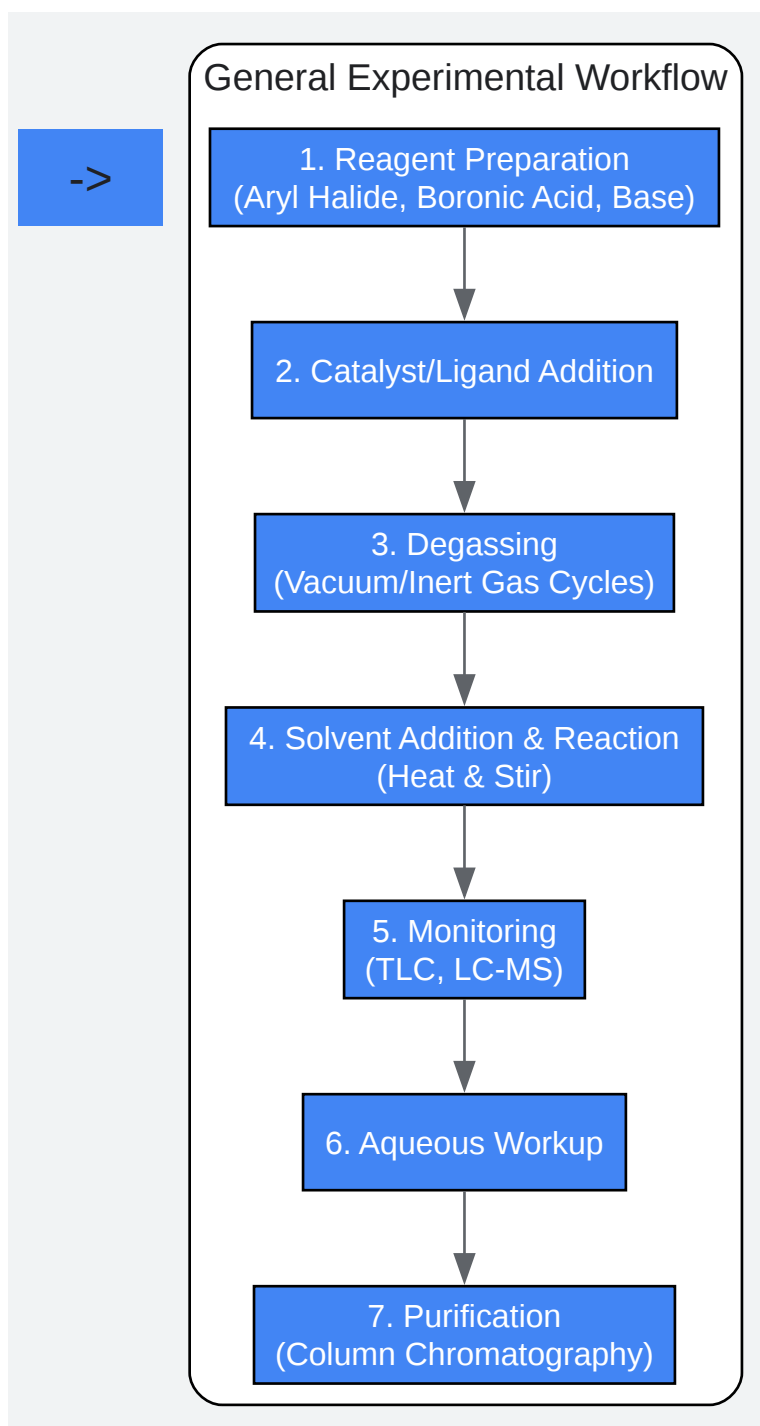 General Experimental Workflow
->
1. Reagent Preparation
(Aryl Halide, Boronic Acid, Base)
2. Catalyst/Ligand Addition
3. Degassing
(Vacuum/Inert Gas Cycles)
4. Solvent Addition & Reaction
(Heat & Stir)
5. Monitoring
(TLC, LC-MS)
6. Aqueous Workup
7. Purification
(Column Chromatography)